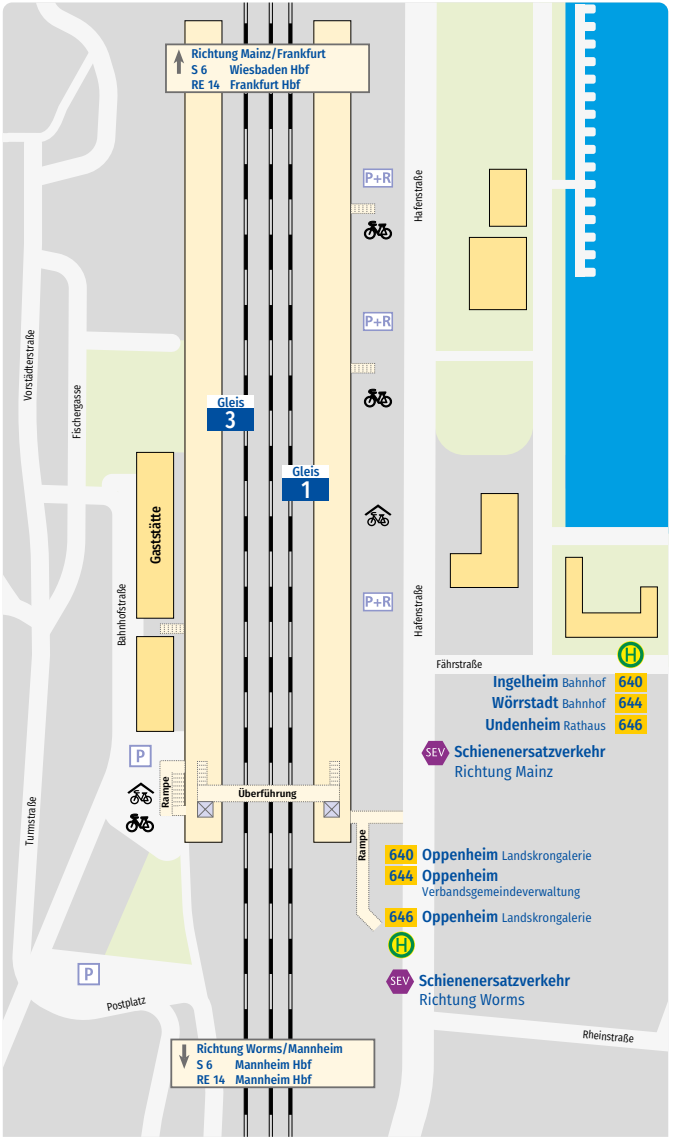 Richtung Mainz/Frankfurt
S 6 Wiesbaden Hbf
RE 14 Frankfurt Hbf
P+R
Hafenstraße
P+R
Vorstädterstraße
Fischergasse
Gleis
3
Gleis
1
Gaststätte
Bahnhofstraße
P+R
Hafenstraße
H
Fährstraße
Ingelheim Bahnhof 640
Wörrstadt Bahnhof 644
Undenheim Rathaus 646
SEV Schienenersatzverkehr
Richtung Mainz
P
Rampe
Überführung
Turmstraße
Rampe
640 Oppenheim Landskrongalerie
644 Oppenheim
Verbandsgemeindeverwaltung
646 Oppenheim Landskrongalerie
H
P
SEV Schienenersatzverkehr
Richtung Worms
Postplatz
Rheinstraße
Richtung Worms/Mannheim
S 6 Mannheim Hbf
RE 14 Mannheim Hbf